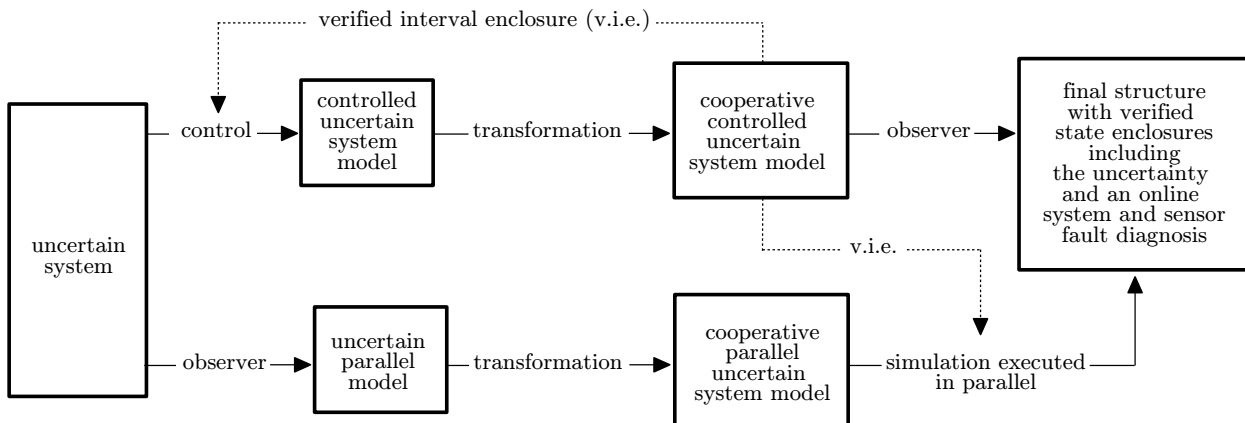 verified interval enclosure (v.i.e.)
uncertain
system
control
controlled
uncertain
system
model
transformation
cooperative
controlled
uncertain
system model
observer
final structure
with verified
state enclosures
including
the uncertainty
and an online
system and sensor
fault diagnosis
v.i.e.
observer
uncertain
parallel
model
transformation
cooperative
parallel
uncertain
system model
simulation executed
in parallel